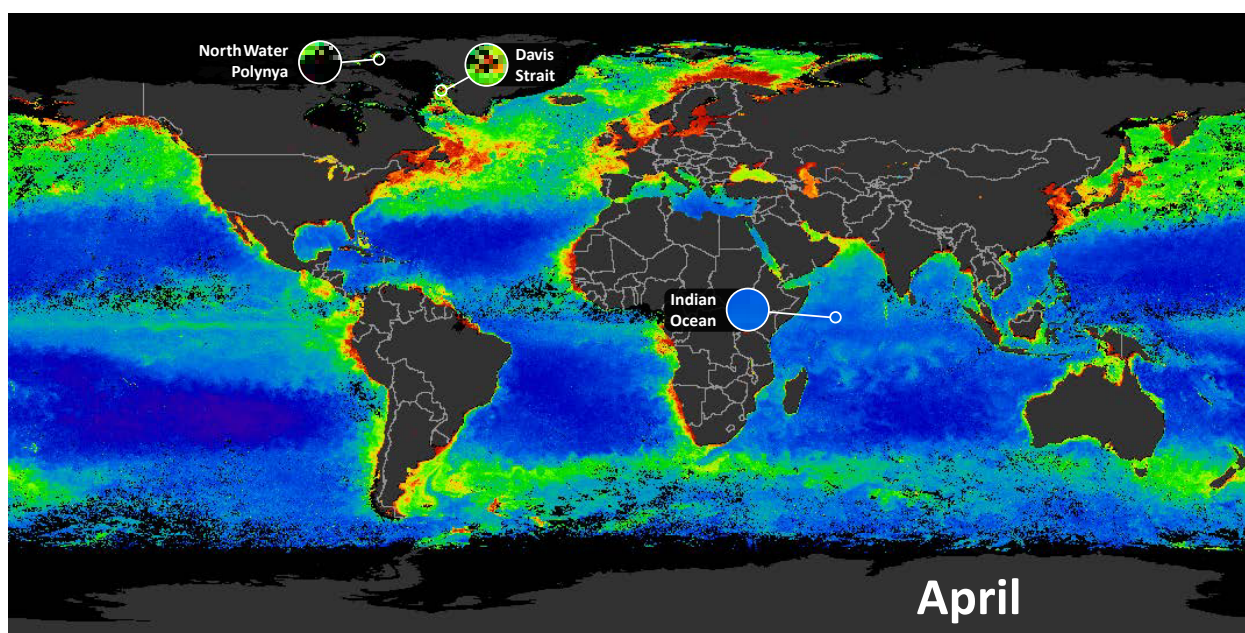 North Water
Polynya
Davis
Strait
Indian
Ocean
April